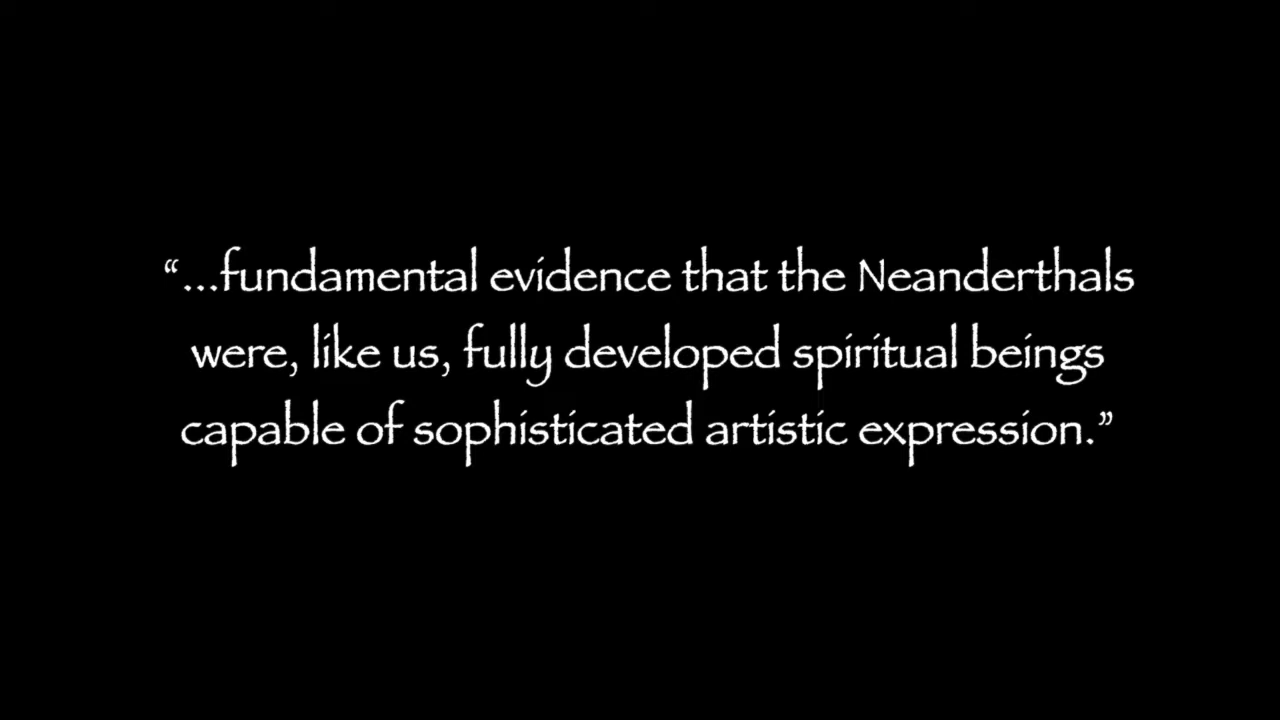 “...fundamental evidence that the Neanderthals
were, like us, fully developed spiritual beings
capable of sophisticated artistic expression.”